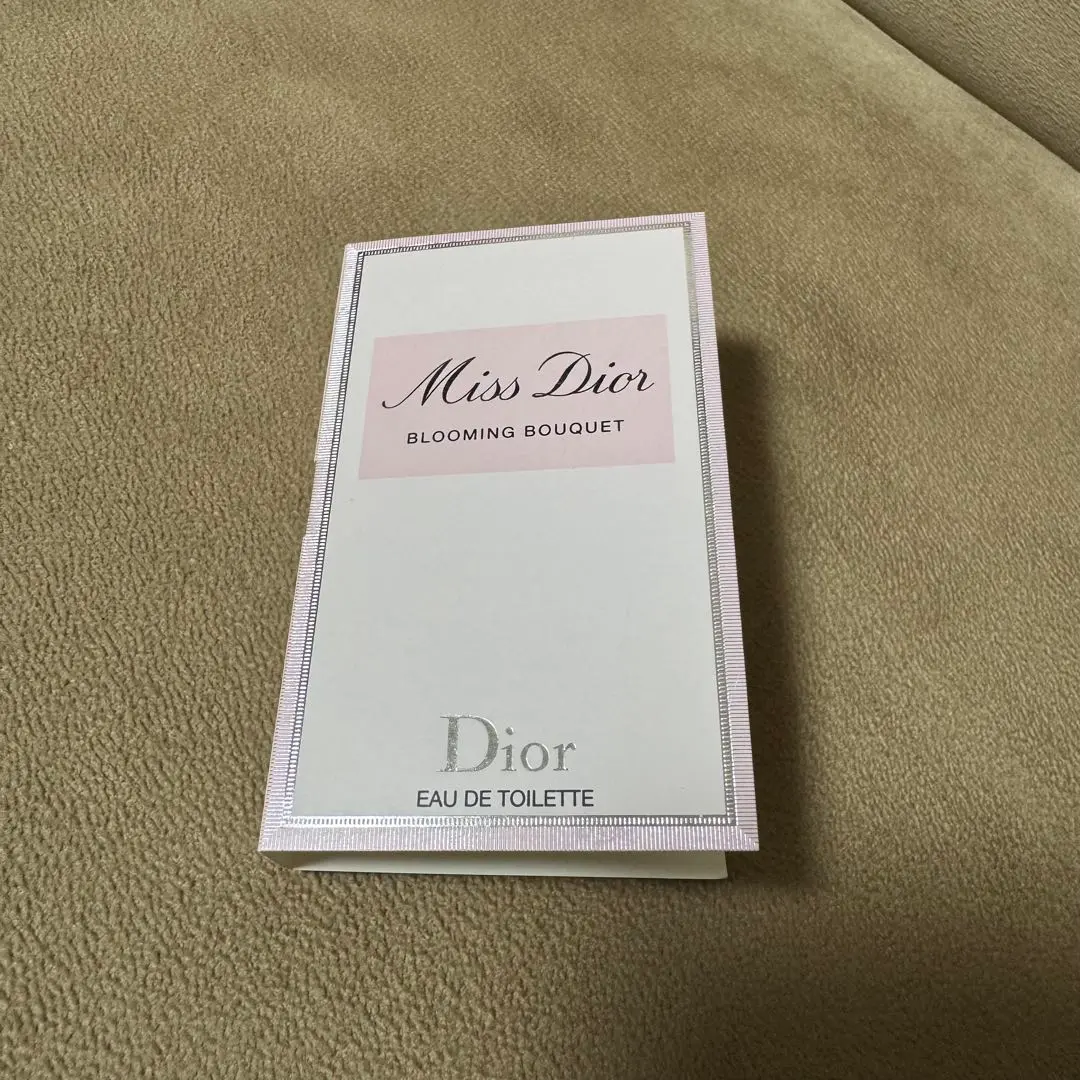 Miss Dior
BLOOMING BOUQUET
Dior
EAU DE TOILETTE